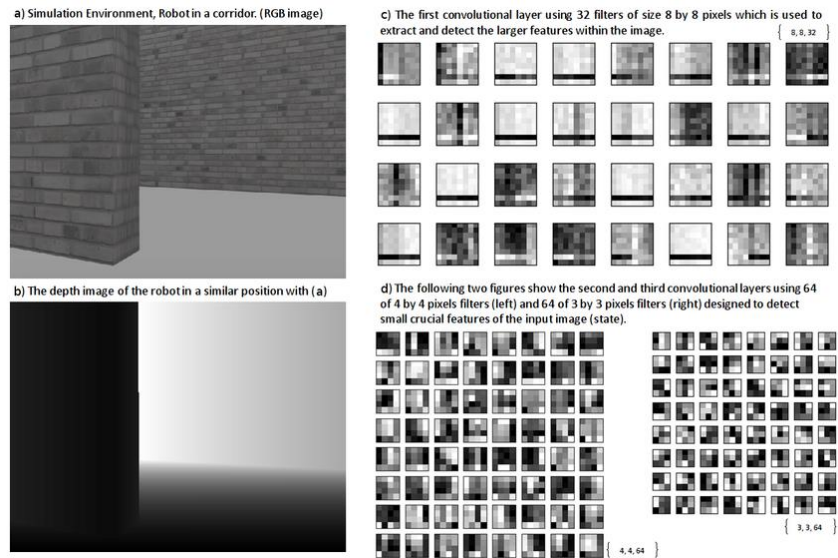 a) Simulation Environment, Robot in a corridor. (RGB image)
b) The depth image of the robot in a similar position with (a)
c) The first convolutional layer using 32 filters of size 8 by 8 pixels which is used to
extract and detect the larger features within the image.
{ 8, 8, 32 }
d) The following two figures show the second and third convolutional layers using 64
of 4 by 4 pixels filters (left) and 64 of 3 by 3 pixels filters (right) designed to detect
small crucial features of the input image (state).
{ 4, 4, 64 }
{ 3, 3, 64 }